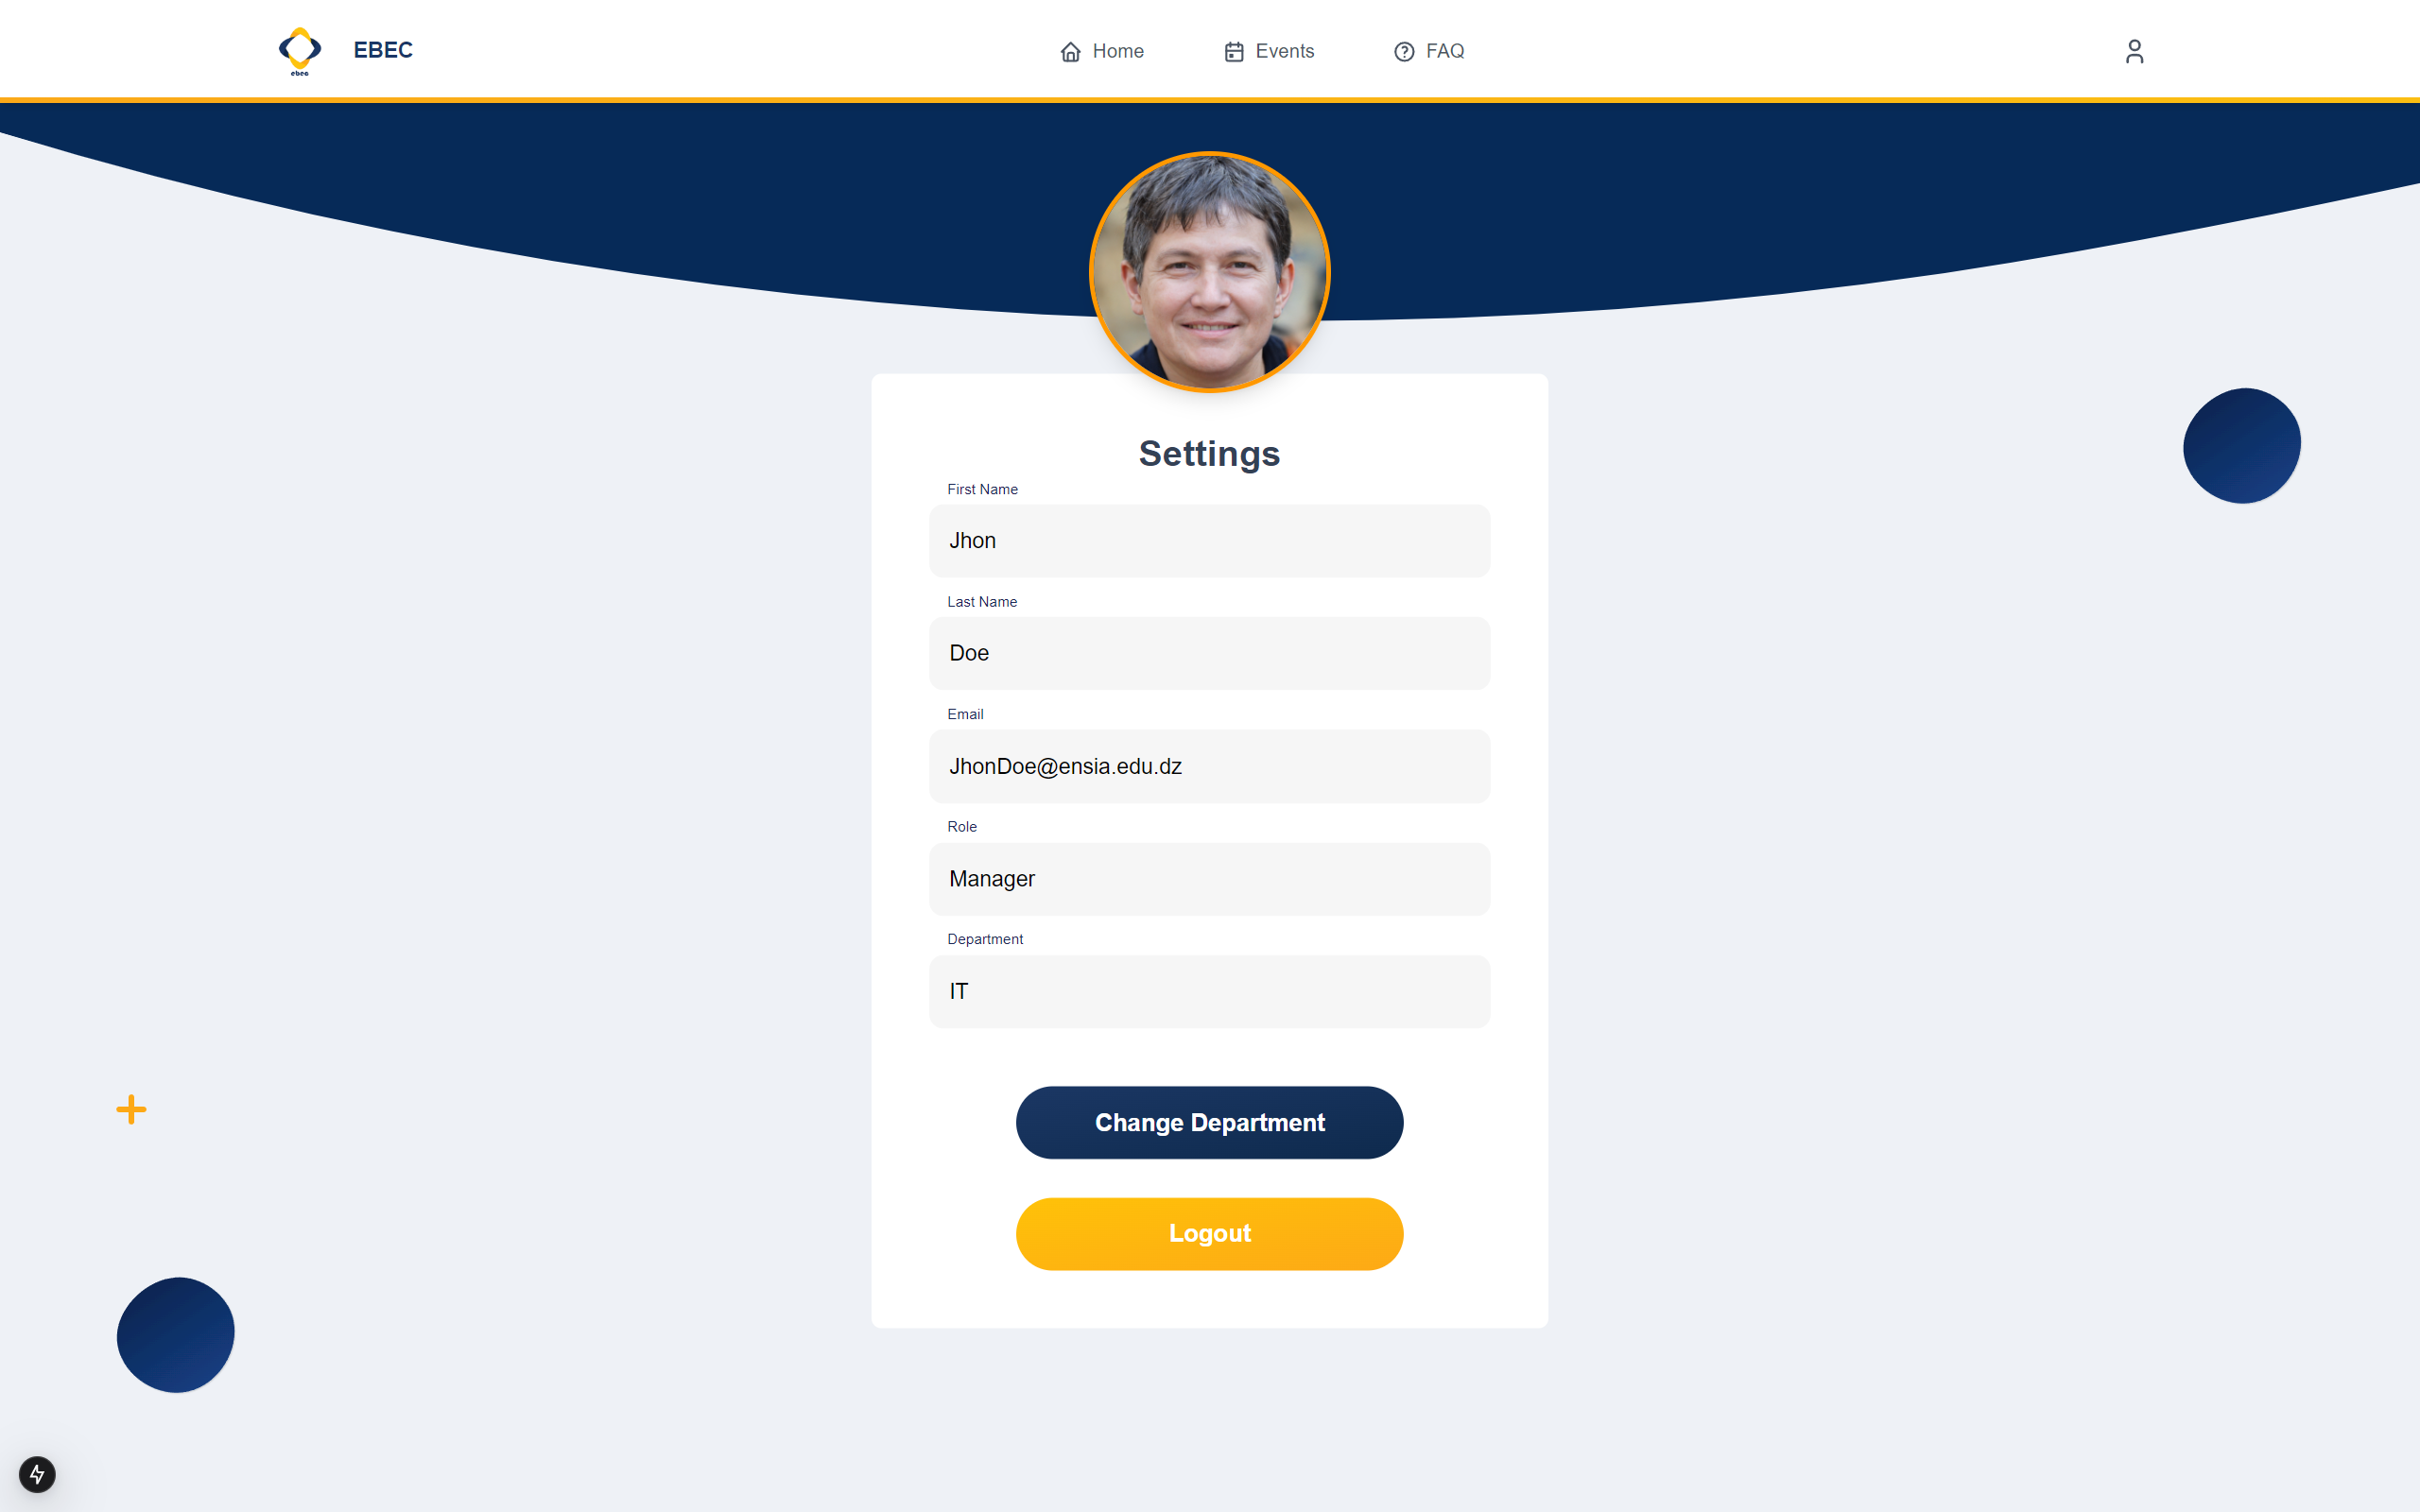 ebec
EBEC
Home
Events
FAQ
Settings
First Name
Jhon
Last Name
Doe
Email
JhonDoe@ensia.edu.dz
Role
Manager
Department
IT
Change Department
Logout